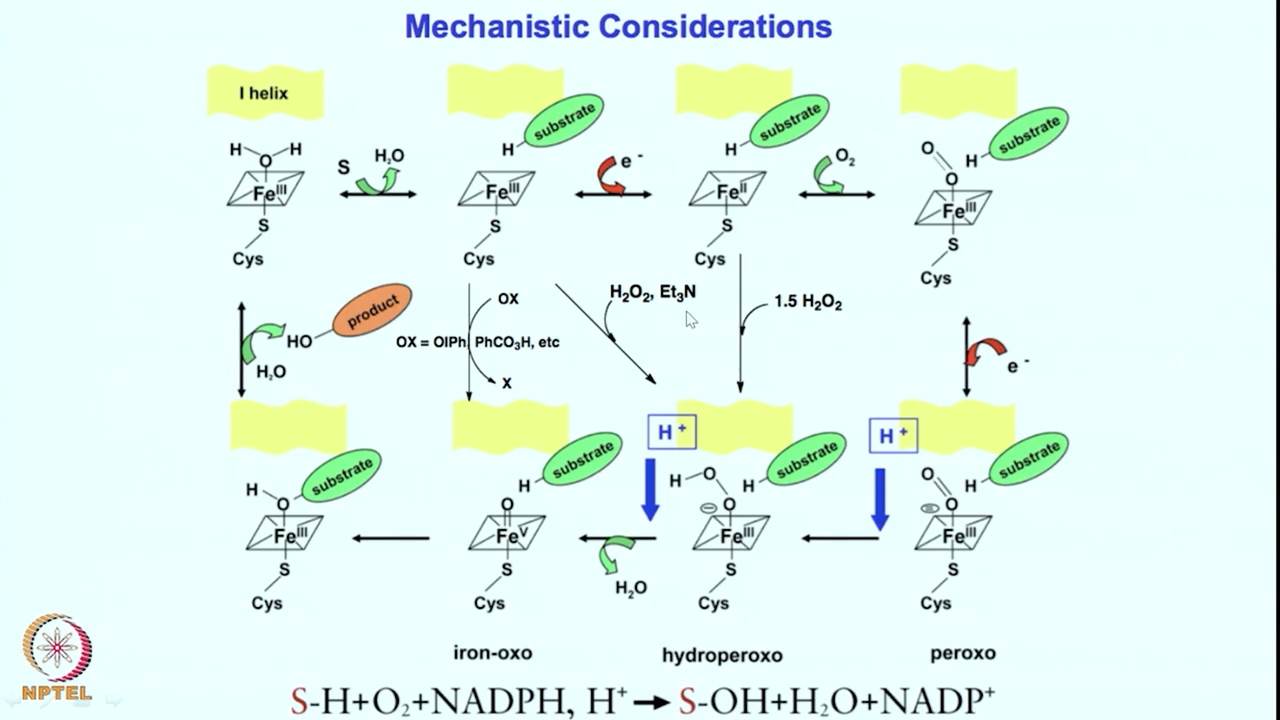 Mechanistic Considerations
I helix
substrate
substrate
substrate
H O H
S H₂O
H
e⁻
H
O₂
O
H
O
Feᴵᴵᴵ
Feᴵᴵᴵ
Feᴵᴵ
Feᴵᴵᴵ
S
S
S
S
Cys
Cys
Cys
Cys
product
HO
H₂O
OX
OX = OIPh, PhCO₃H, etc
X
H₂O₂, Et₃N
1.5 H₂O₂
e⁻
H⁺
H⁺
substrate
substrate
substrate
substrate
H
O
H
O
H-O
H
O
⊖
O
H
O
⊖
Feᴵᴵᴵ
Feⱽ
Feᴵᴵᴵ
Feᴵᴵᴵ
S
S
S
S
H₂O
Cys
Cys
Cys
Cys
iron-oxo
hydroperoxo
peroxo
S-H+O₂+NADPH, H⁺ → S-OH+H₂O+NADP⁺
NPTEL